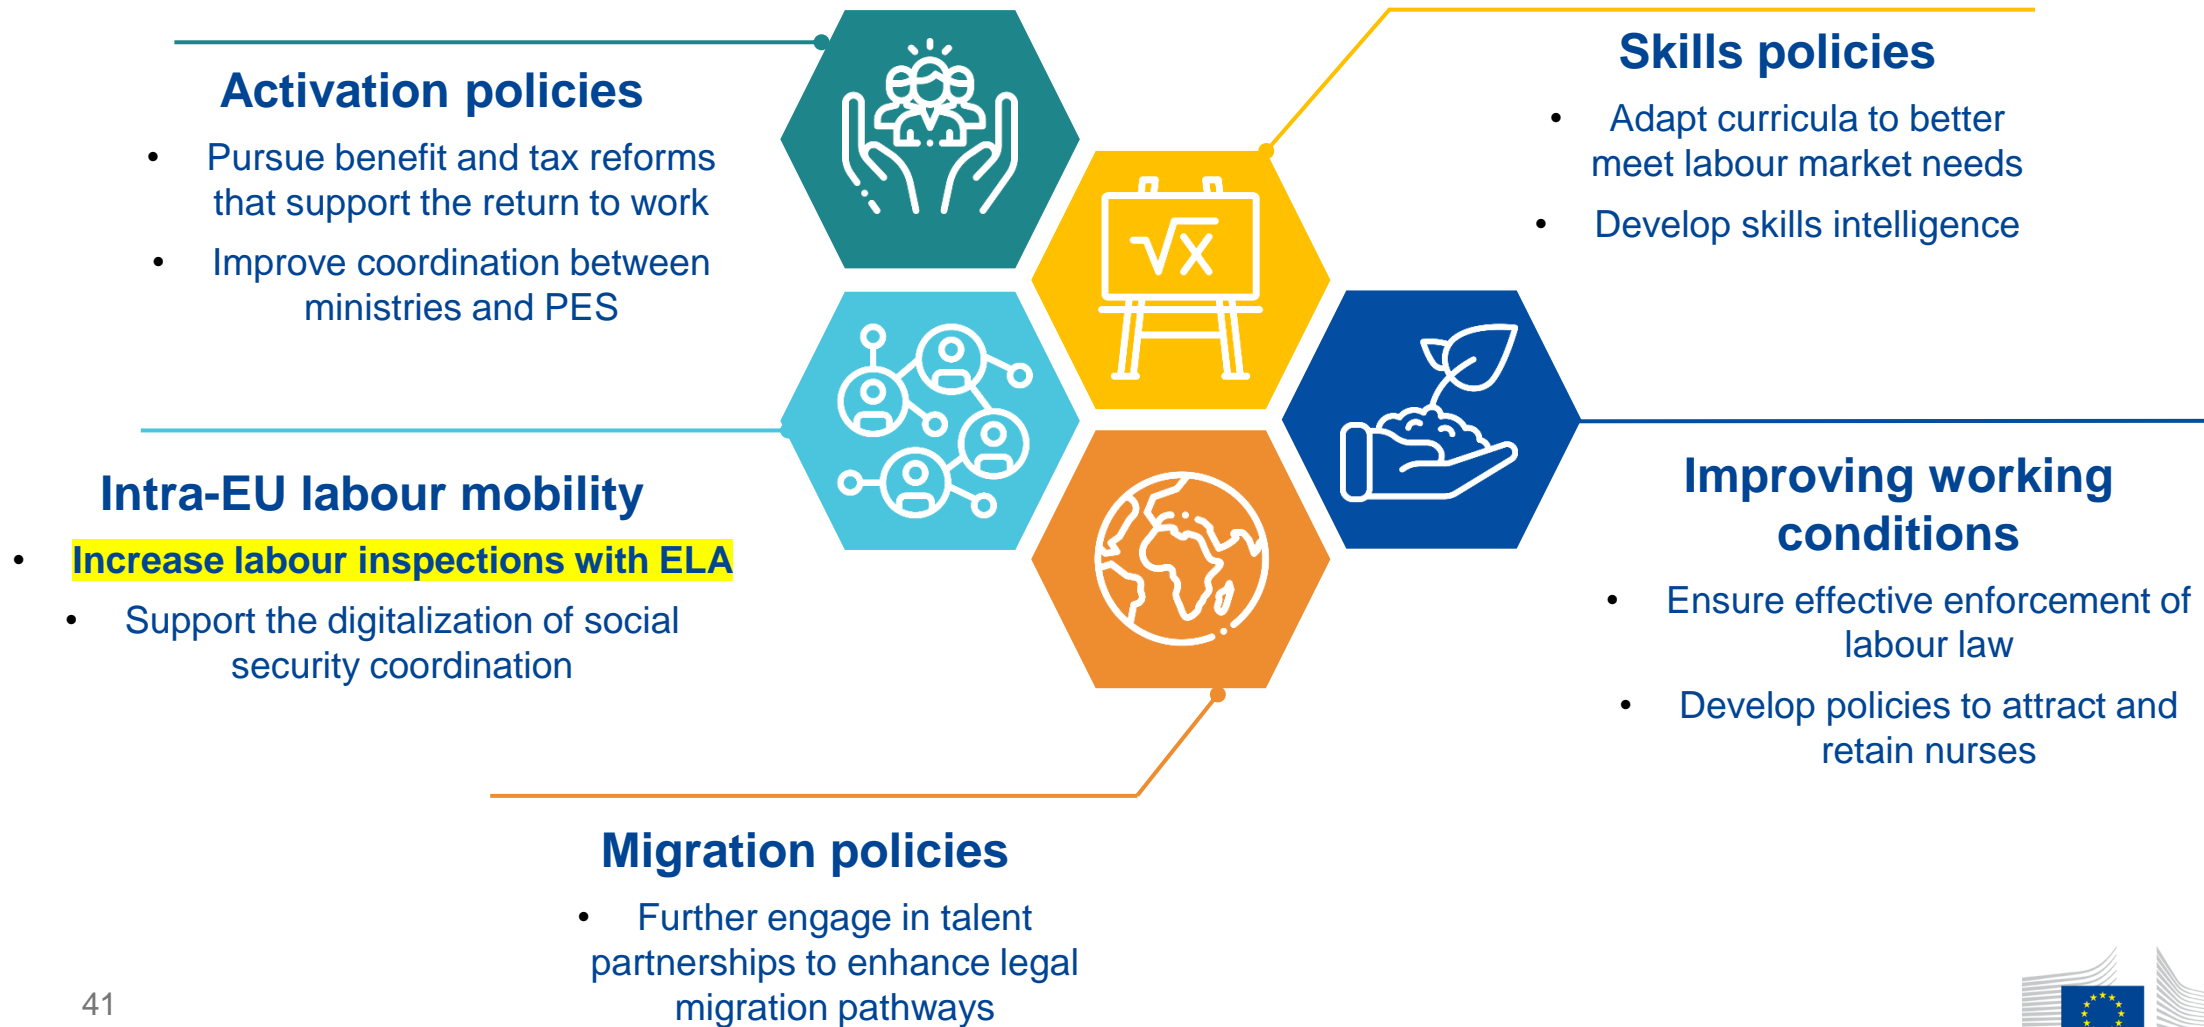 Activation policies
• Pursue benefit and tax reforms
that support the return to work
• Improve coordination between
ministries and PES
Skills policies
• Adapt curricula to better
meet labour market needs
• Develop skills intelligence
√x
Intra-EU labour mobility
• Increase labour inspections with ELA
• Support the digitalization of social
security coordination
Improving working
conditions
• Ensure effective enforcement of
labour law
• Develop policies to attract and
retain nurses
Migration policies
• Further engage in talent
partnerships to enhance legal
migration pathways
41